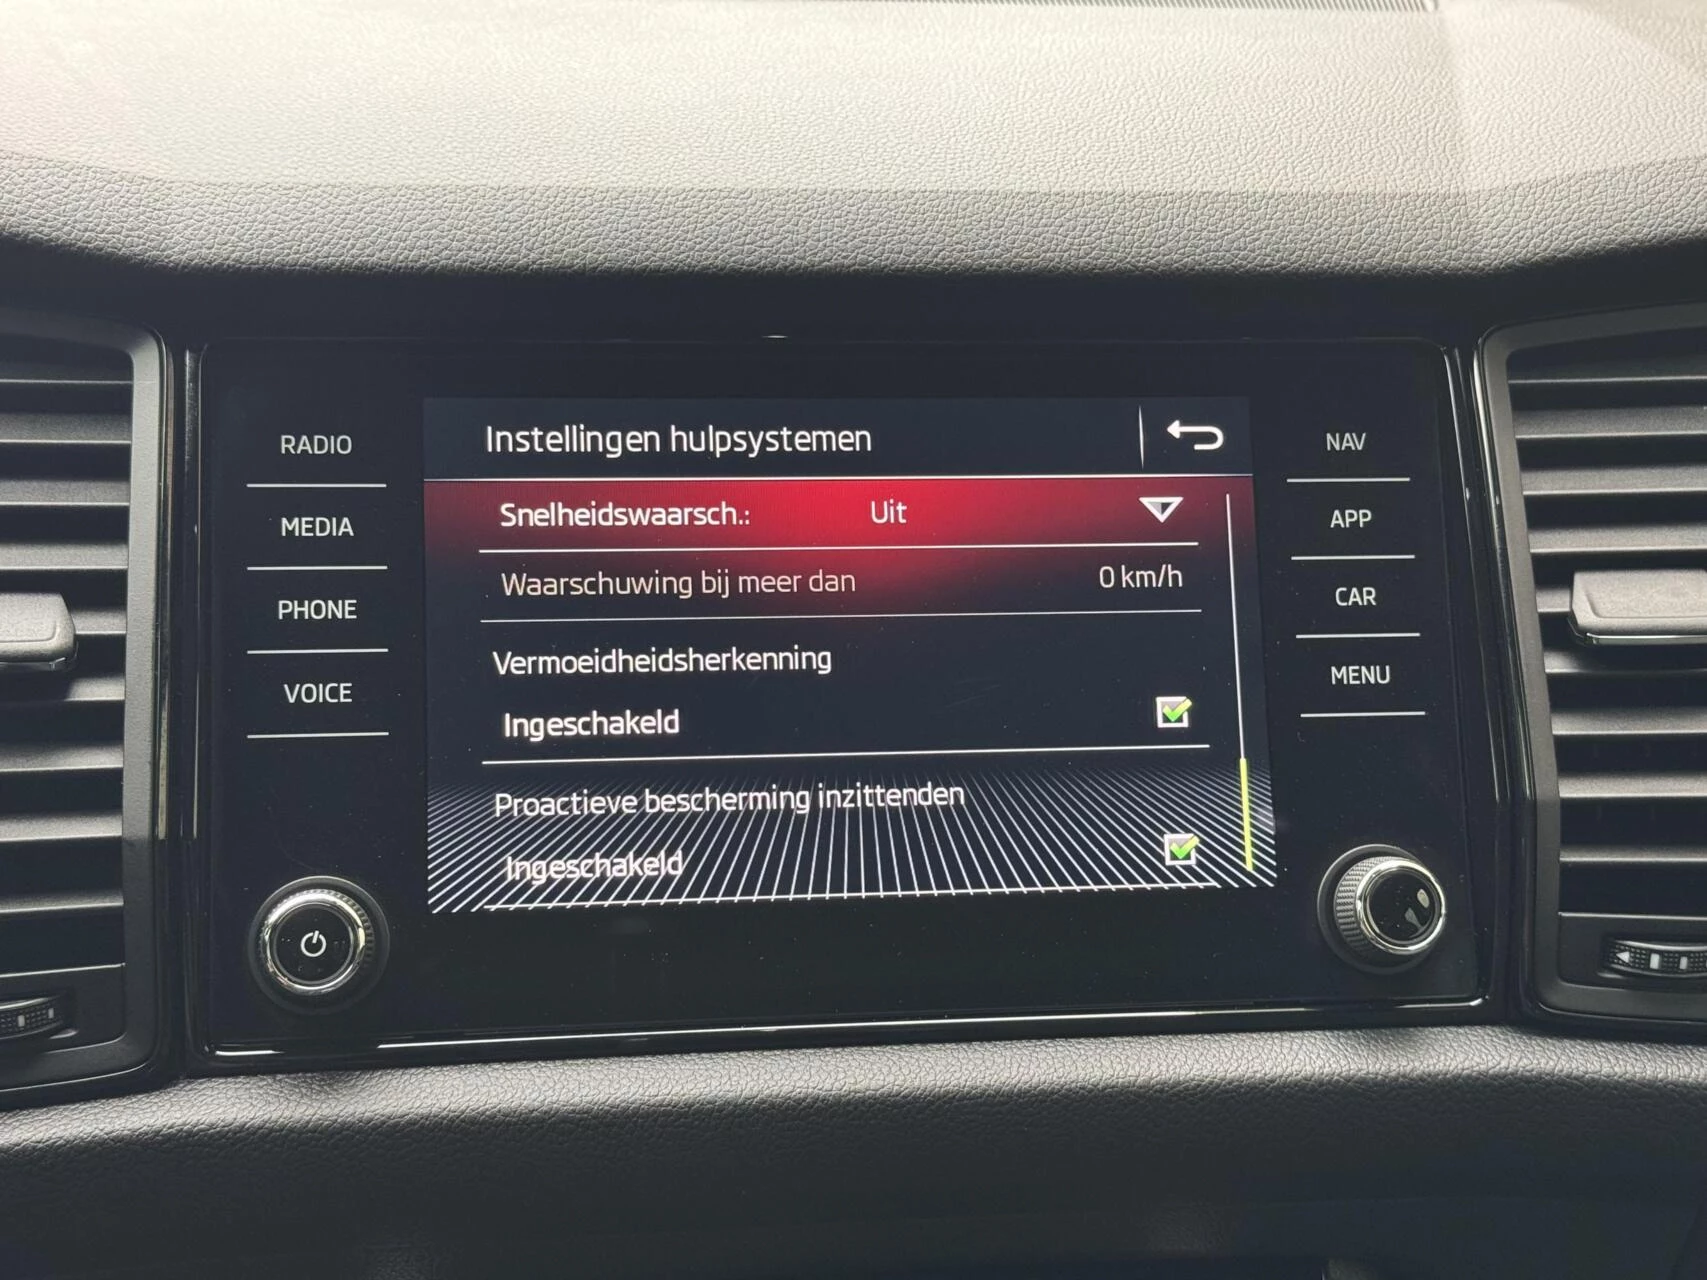 Instellingen hulpsystemen
Snelheidswaarsch.: Uit
Waarschuwing bij meer dan 0 km/h
Vermoeidheidsherkenning
Ingeschakeld
Proactieve bescherming inzittenden
Ingeschakeld
RADIO
MEDIA
PHONE
VOICE
NAV
APP
CAR
MENU